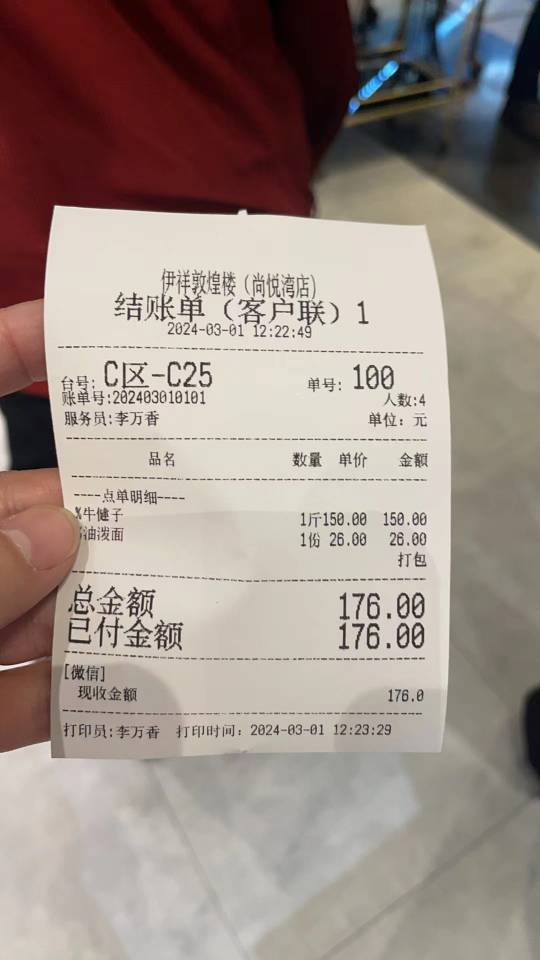 伊祥敦煌楼（尚悦湾店）
结账单（客户联）1
2024-03-01 12:22:49
台号: C区-C25 单号: 100
账单号:202403010101 人数:4
服务员:李万香 单位: 元
品名 数量 单价 金额
----点单明细----
%牛健子 1斤150.00 150.00
油泼面 1份 26.00 26.00
打包
总金额 176.00
已付金额 176.00
[微信]
现收金额 176.0
打印员:李万香 打印时间: 2024-03-01 12:23:29